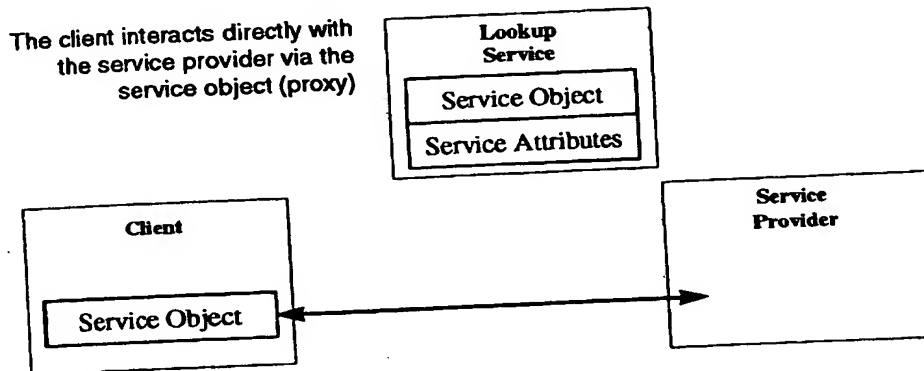 The client interacts directly with
the service provider via the
service object (proxy)
Lookup
Service
Service Object
Service Attributes
Client
Service Object
Service
Provider